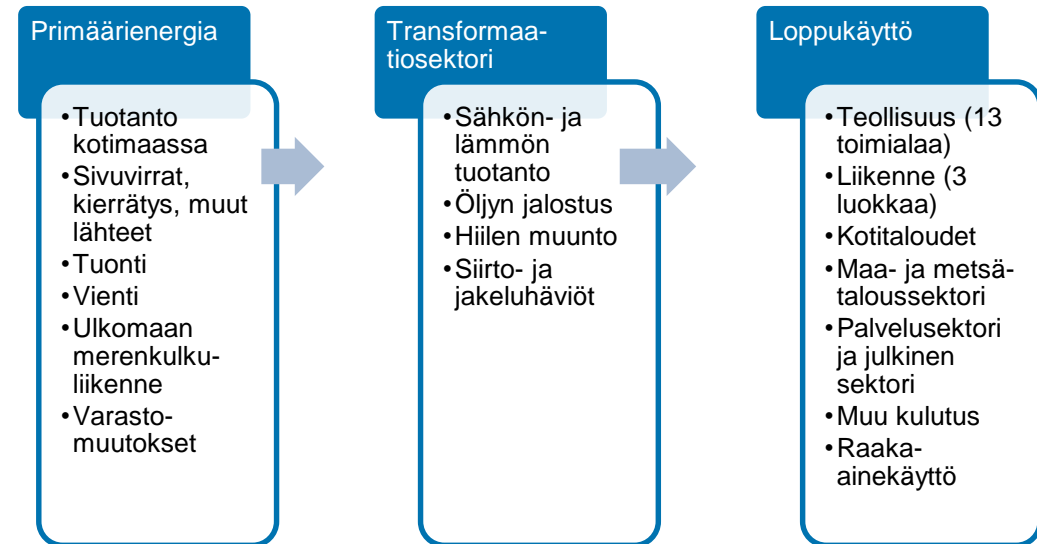 Primäärienergia
•Tuotanto
kotimaassa
•Sivuvirrat,
kierrätys, muut
lähteet
•Tuonti
•Vienti
•Ulkomaan
merenkulku-
liikenne
•Varasto-
muutokset
Transformaa-
tiosektori
•Sähkön- ja
lämmön
tuotanto
•Öljyn jalostus
•Hiilen muunto
•Siirto- ja
jakeluhäviöt
Loppukäyttö
•Teollisuus (13
toimialaa)
•Liikenne (3
luokkaa)
•Kotitaloudet
•Maa- ja metsä-
taloussektori
•Palvelusektori
ja julkinen
sektori
•Muu kulutus
•Raaka-
ainekäyttö